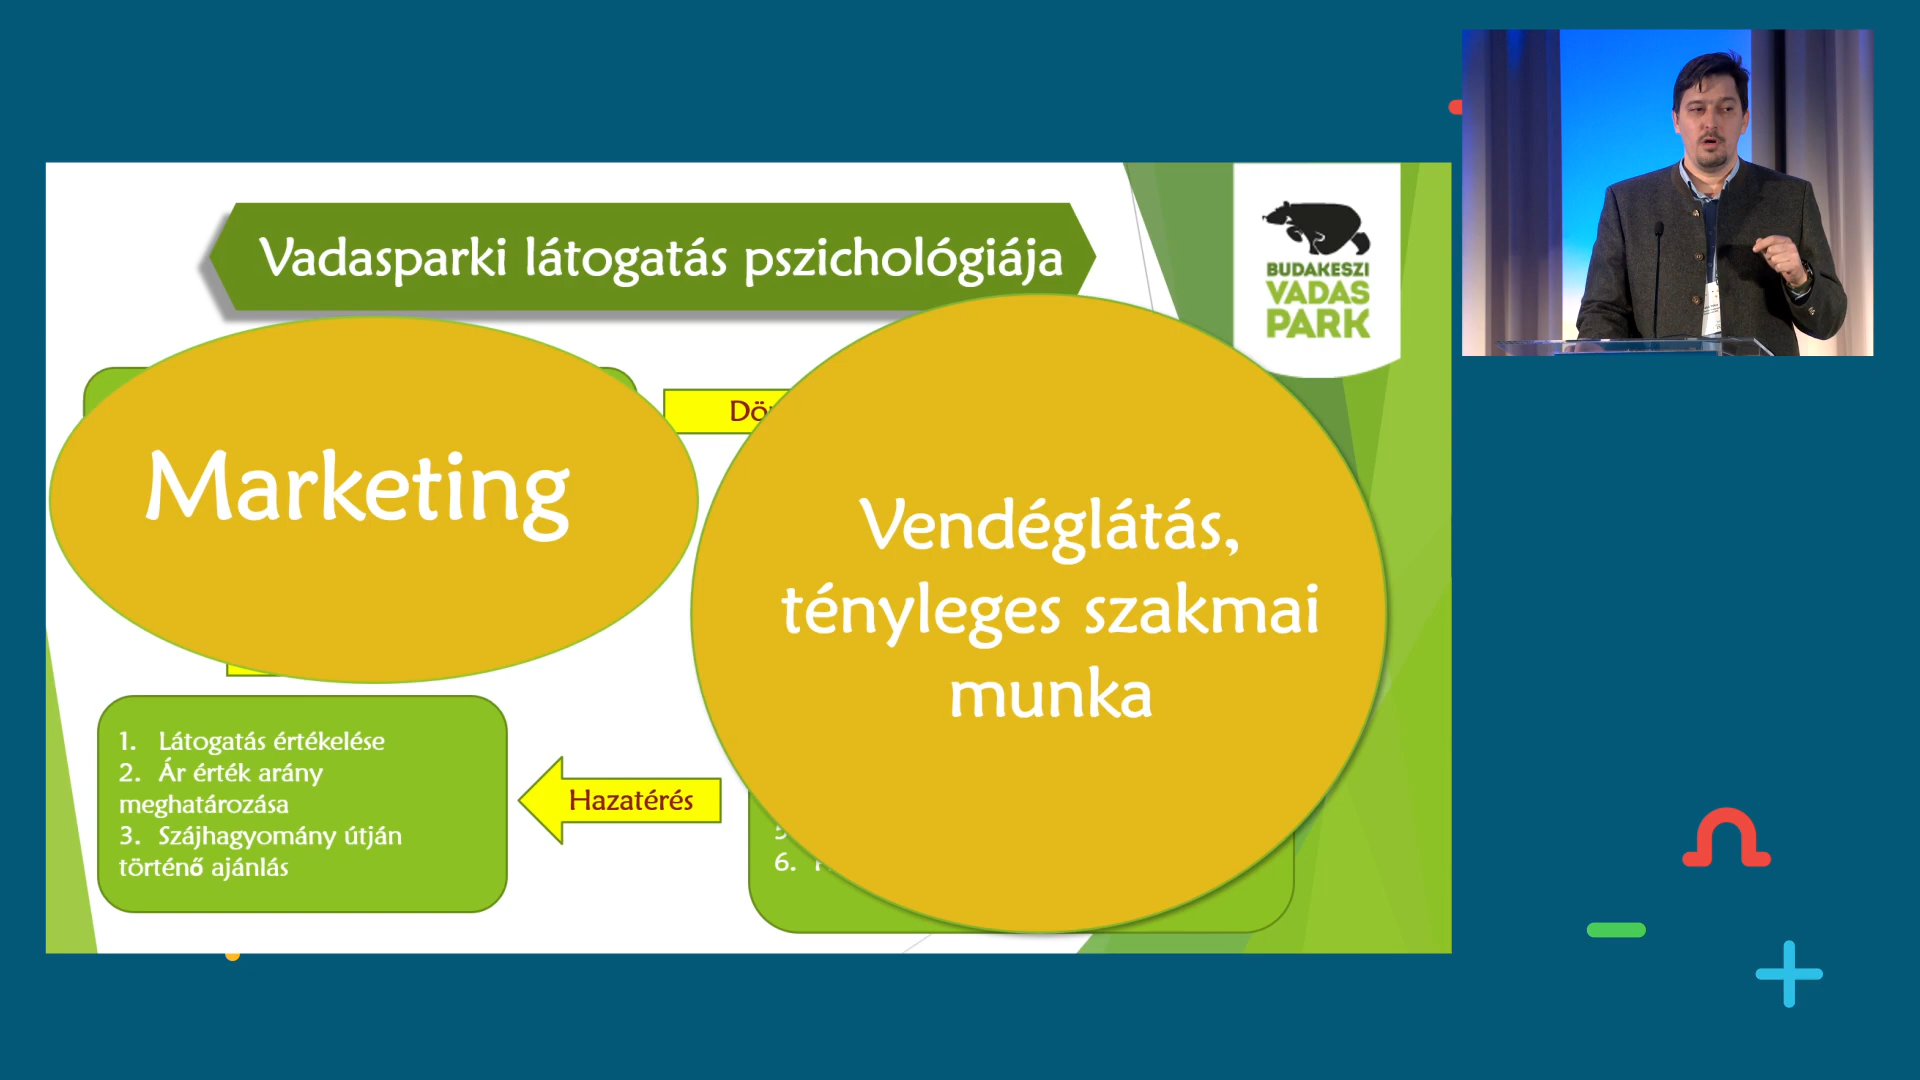 Vadasparki látogatás pszichológiája
BUDAKESZI
VADAS
PARK
Marketing
Vendéglátás,
tényleges szakmai
munka
1. Látogatás értékelése
2. Ár érték arány
meghatározása
3. Szájhagyomány útján
történő ajánlás
Hazatérés
6.